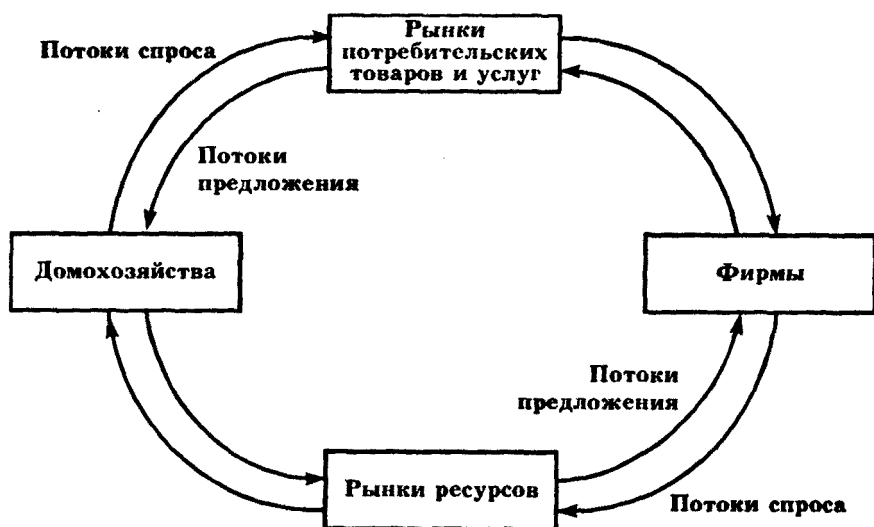 Рынки
потребительских
товаров и услуг
Потоки спроса
Потоки
предложения
Домохозяйства
Фирмы
Потоки
предложения
Рынки ресурсов
Потоки спроса